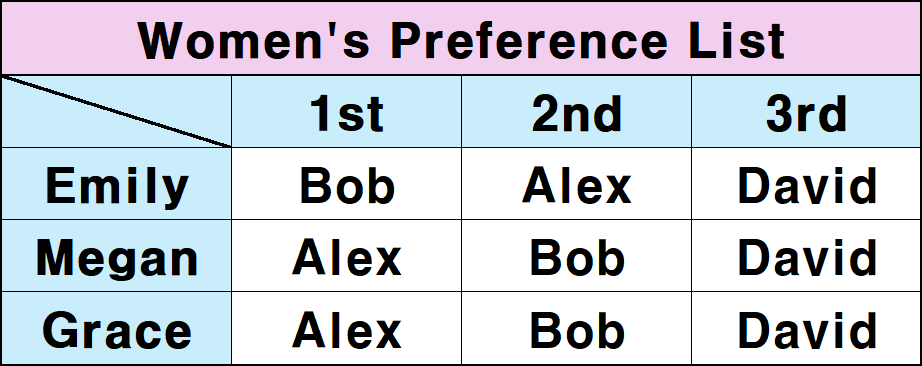 Women's Preference List
1st 2nd 3rd
Emily Bob Alex David
Megan Alex Bob David
Grace Alex Bob David